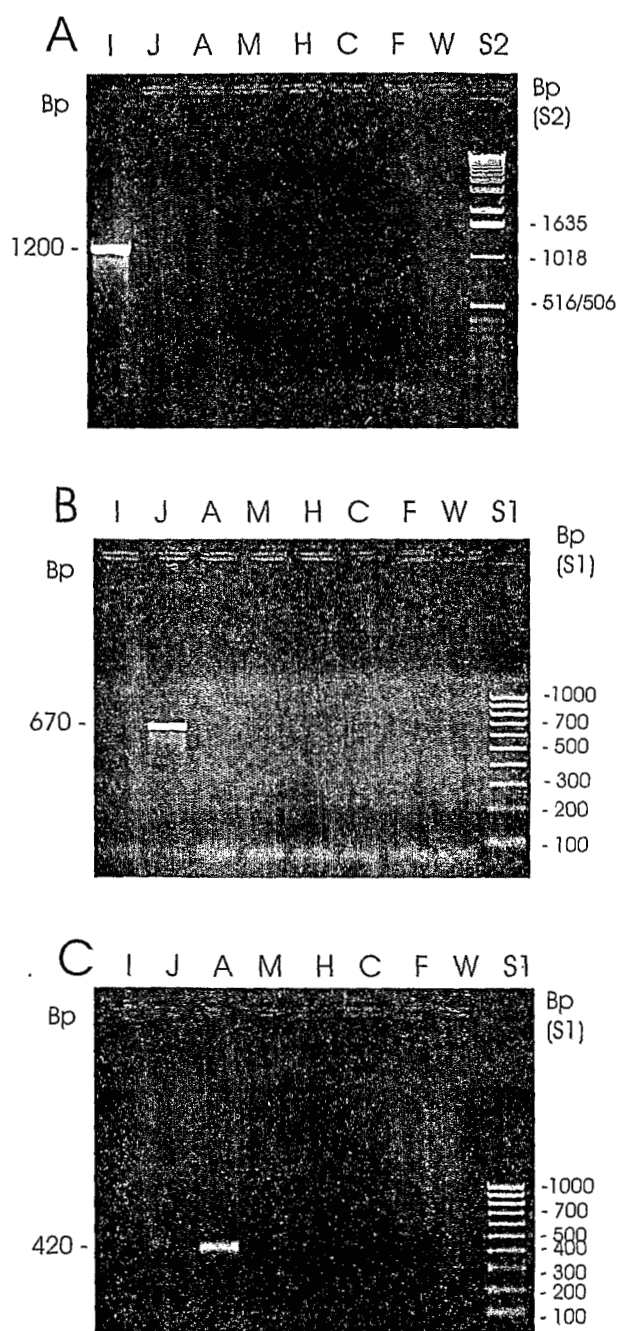 A I J A M H C F W S2
Bp Bp
(S2)
1200 - - 1635
- 1018
- 516/506
B I J A M H C F W S1
Bp Bp
(S1)
670 - -1000
- 700
- 500
- 300
- 200
- 100
C I J A M H C F W S1
Bp Bp
(S1)
420 - -1000
- 700
- 500
- 400
- 300
- 200
- 100